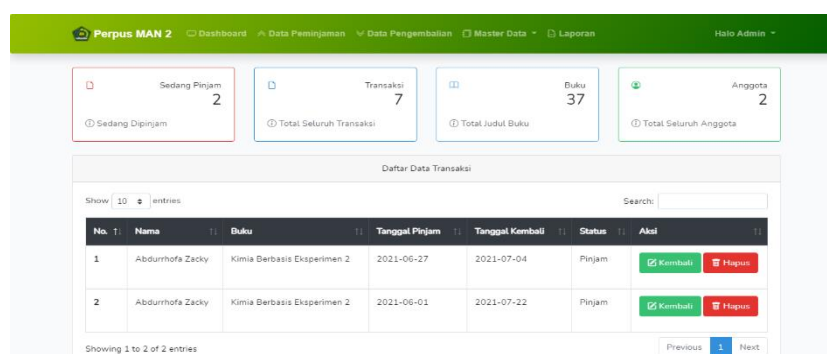 Perpus MAN 2 Dashboard Data Peminjaman Data Pengembalian Master Data Laporan Halo Admin
Sedang Pinjam Transaksi Buku Anggota
2 7 37 2
Sedang Dipinjam Total Seluruh Transaksi Total Judul Buku Total Seluruh Anggota
Daftar Data Transaksi
Show 10 entries Search:
No. Nama Buku Tanggal Pinjam Tanggal Kembali Status Aksi
1 Abdurrhofa Zacky Kimia Berbasis Eksperimen 2 2021-06-27 2021-07-04 Pinjam Kembali Hapus
2 Abdurrhofa Zacky Kimia Berbasis Eksperimen 2 2021-06-01 2021-07-22 Pinjam Kembali Hapus
Showing 1 to 2 of 2 entries Previous 1 Next